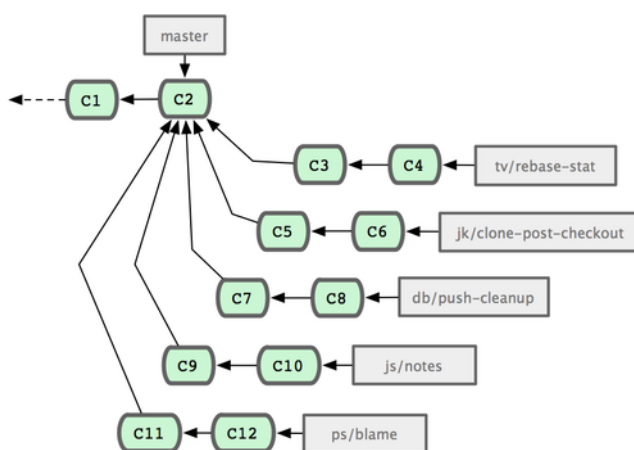 master
C1
C2
C3
C4
tv/rebase-stat
C5
C6
jk/clone-post-checkout
C7
C8
db/push-cleanup
C9
C10
js/notes
C11
C12
ps/blame